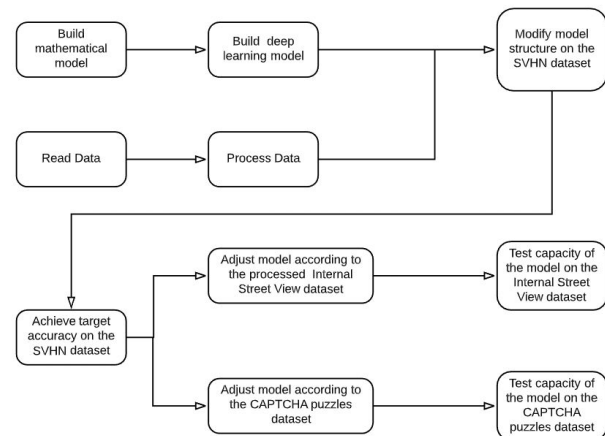 Build
mathematical
model
Build deep
learning model
Modify model
structure on the
SVHN dataset
Read Data
Process Data
Adjust model according to
the processed Internal
Street View dataset
Test capacity of
the model on the
Internal Street
View dataset
Achieve target
accuracy on the
SVHN dataset
Adjust model according to
the CAPTCHA puzzles
dataset
Test capacity of
the model on the
CAPTCHA
puzzles dataset